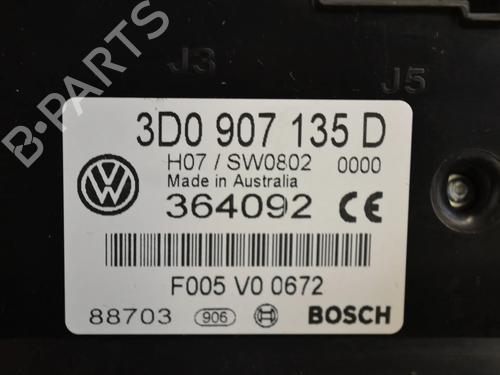 B-PARTS
J3
J5
3D0 907 135 D
H07 / SW0802 0000
Made in Australia
364092 CE
F005 V0 0672
88703 906 BOSCH